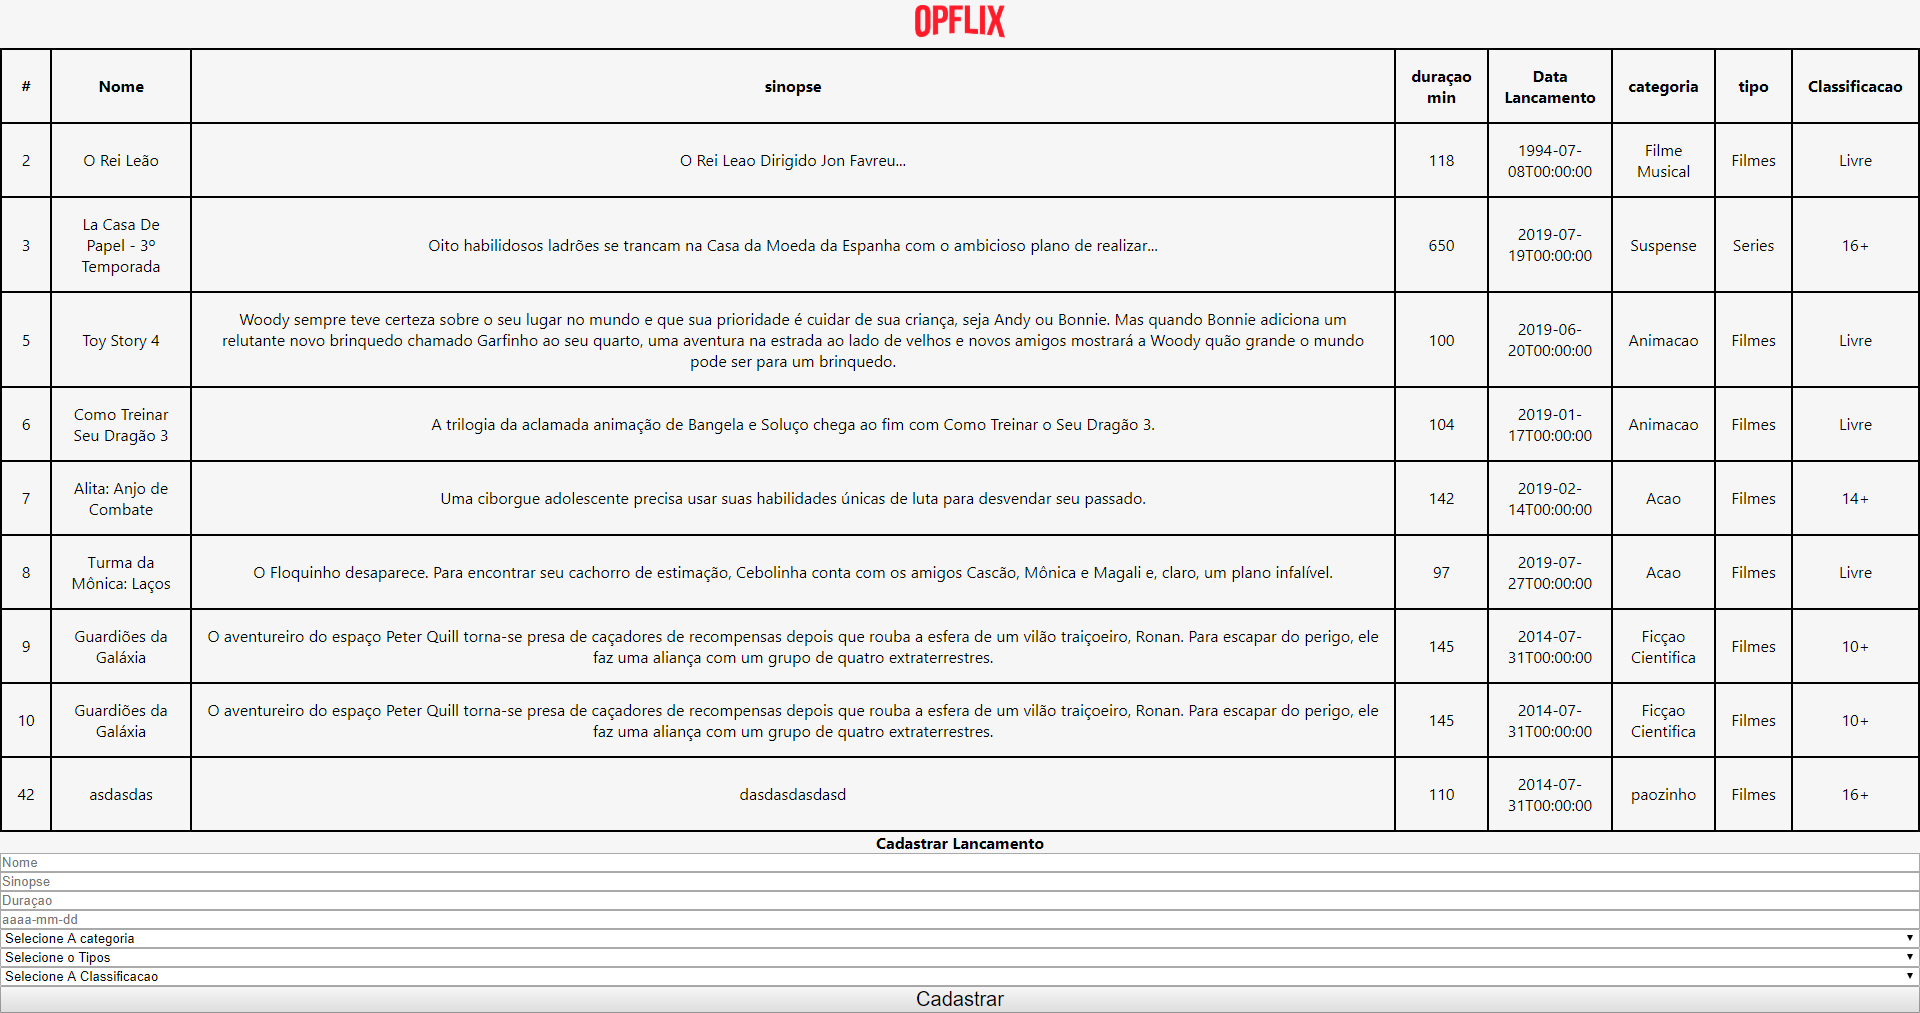 OPFLIX
# Nome sinopse duraçao min Data Lancamento categoria tipo Classificacao
2 O Rei Leão O Rei Leao Dirigido Jon Favreu... 118 1994-07-08T00:00:00 Filme Musical Filmes Livre
3 La Casa De Papel - 3º Temporada Oito habilidosos ladrões se trancam na Casa da Moeda da Espanha com o ambicioso plano de realizar... 650 2019-07-19T00:00:00 Suspense Series 16+
5 Toy Story 4 Woody sempre teve certeza sobre o seu lugar no mundo e que sua prioridade é cuidar de sua criança, seja Andy ou Bonnie. Mas quando Bonnie adiciona um relutante novo brinquedo chamado Garfinho ao seu quarto, uma aventura na estrada ao lado de velhos e novos amigos mostrará a Woody quão grande o mundo pode ser para um brinquedo. 100 2019-06-20T00:00:00 Animacao Filmes Livre
6 Como Treinar Seu Dragão 3 A trilogia da aclamada animação de Bangela e Soluço chega ao fim com Como Treinar o Seu Dragão 3. 104 2019-01-17T00:00:00 Animacao Filmes Livre
7 Alita: Anjo de Combate Uma ciborgue adolescente precisa usar suas habilidades únicas de luta para desvendar seu passado. 142 2019-02-14T00:00:00 Acao Filmes 14+
8 Turma da Mônica: Laços O Floquinho desaparece. Para encontrar seu cachorro de estimação, Cebolinha conta com os amigos Cascão, Mônica e Magali e, claro, um plano infalível. 97 2019-07-27T00:00:00 Acao Filmes Livre
9 Guardiões da Galáxia O aventureiro do espaço Peter Quill torna-se presa de caçadores de recompensas depois que rouba a esfera de um vilão traiçoeiro, Ronan. Para escapar do perigo, ele faz uma aliança com um grupo de quatro extraterrestres. 145 2014-07-31T00:00:00 Ficçao Cientifica Filmes 10+
10 Guardiões da Galáxia O aventureiro do espaço Peter Quill torna-se presa de caçadores de recompensas depois que rouba a esfera de um vilão traiçoeiro, Ronan. Para escapar do perigo, ele faz uma aliança com um grupo de quatro extraterrestres. 145 2014-07-31T00:00:00 Ficçao Cientifica Filmes 10+
42 asdasdas dasdasdasdasd 110 2014-07-31T00:00:00 paozinho Filmes 16+
Cadastrar Lancamento
Nome
Sinopse
Duraçao
aaaa-mm-dd
Selecione A categoria
Selecione o Tipos
Selecione A Classificacao
Cadastrar